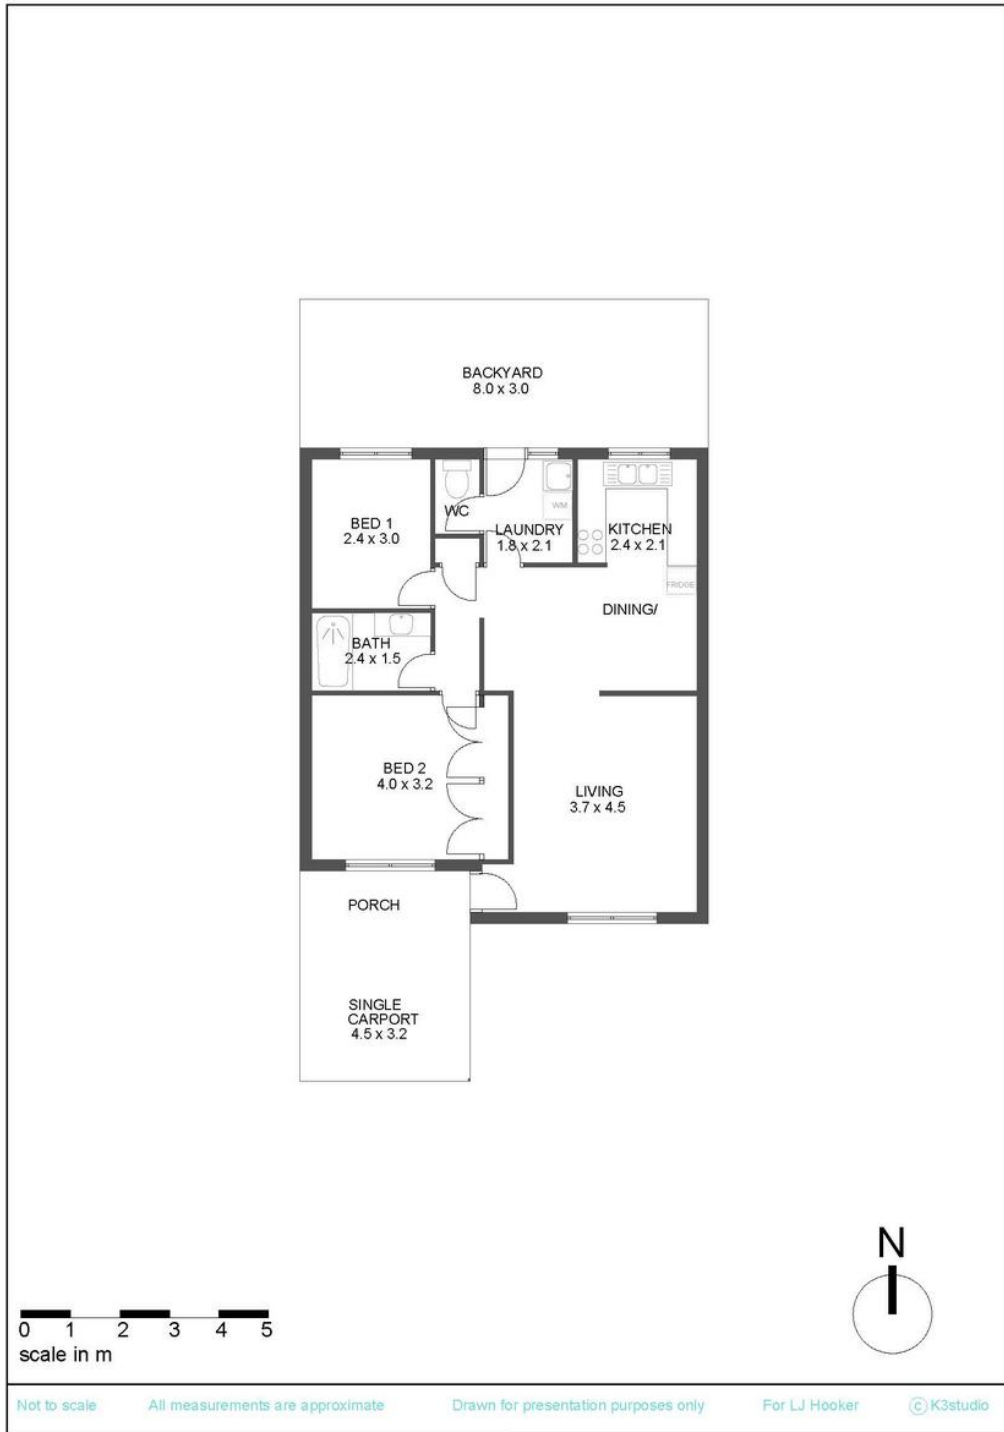 BACKYARD
8.0 x 3.0
BED 1
2.4 x 3.0
WC
WM
LAUNDRY
1.8 x 2.1
KITCHEN
2.4 x 2.1
FRIDGE
DINING/
BATH
2.4 x 1.5
BED 2
4.0 x 3.2
LIVING
3.7 x 4.5
PORCH
SINGLE
CARPORT
4.5 x 3.2
N
0 1 2 3 4 5
scale in m
Not to scale All measurements are approximate Drawn for presentation purposes only For LJ Hooker © K3studio